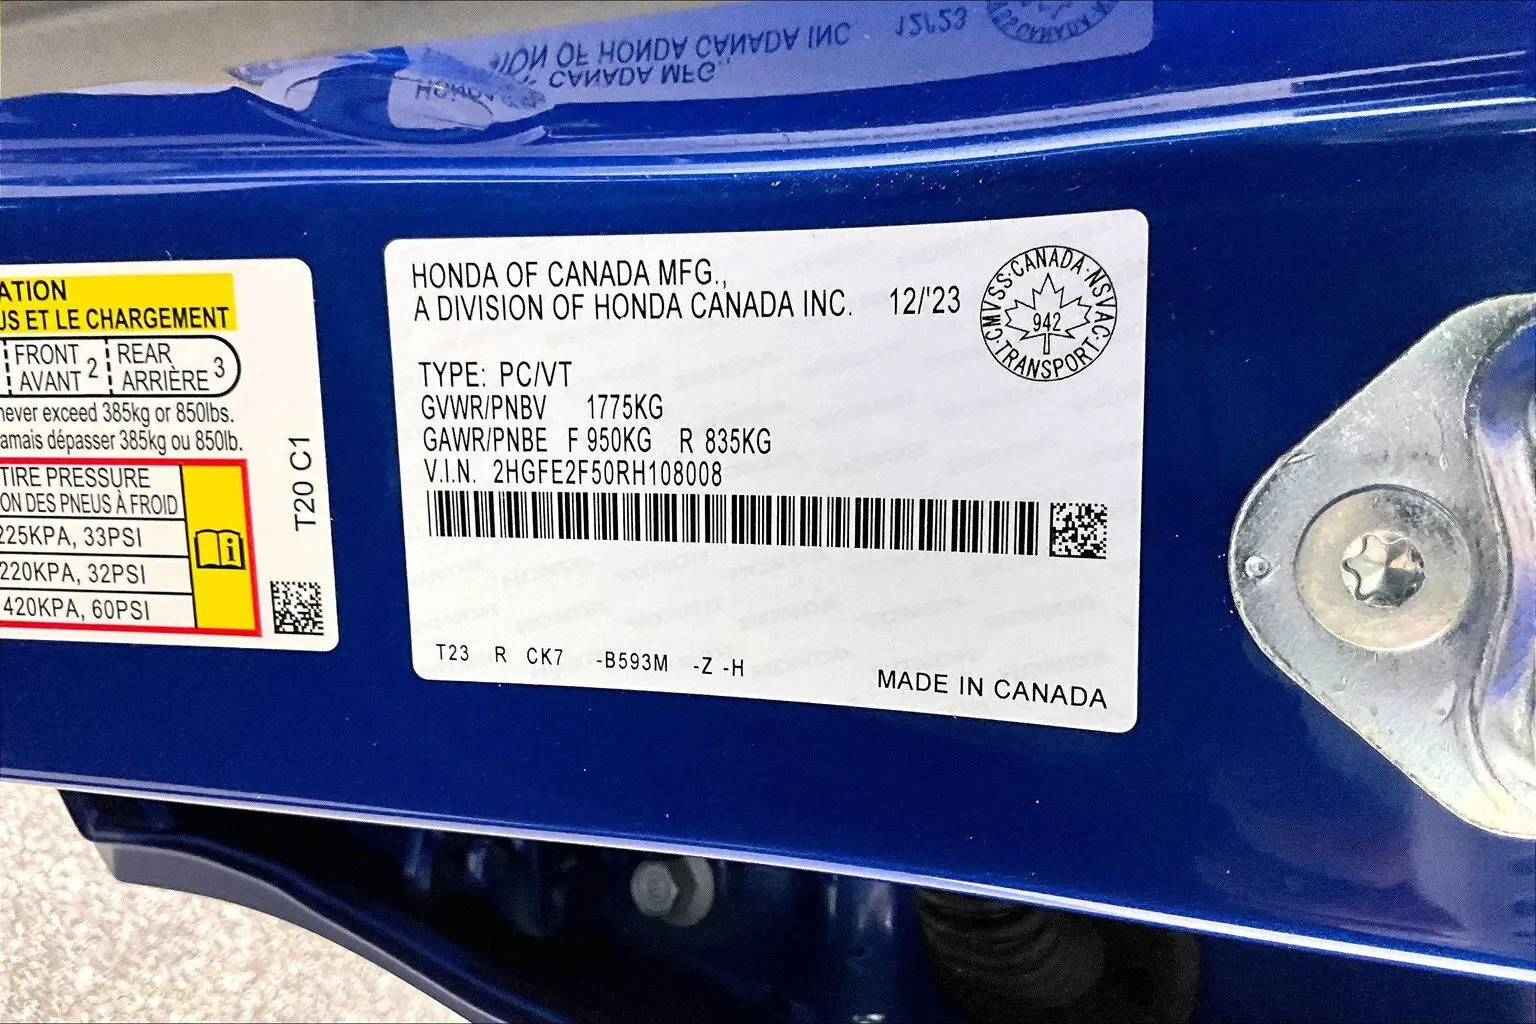 ATION
US ET LE CHARGEMENT
FRONT
AVANT 2
REAR
ARRIÈRE 3
never exceed 385kg or 850lbs.
jamais dépasser 385kg ou 850lb.
TIRE PRESSURE
ION DES PNEUS À FROID
225KPA, 33PSI
220KPA, 32PSI
420KPA, 60PSI
T20 C1
HONDA OF CANADA MFG.,
A DIVISION OF HONDA CANADA INC. 12/'23
CMVSS·CANADA·NSVAC·TRANSPORT·
942
TYPE: PC/VT
GVWR/PNBV 1775KG
GAWR/PNBE F 950KG R 835KG
V.I.N. 2HGFE2F50RH108008
T23 R CK7 -B593M -Z -H
MADE IN CANADA